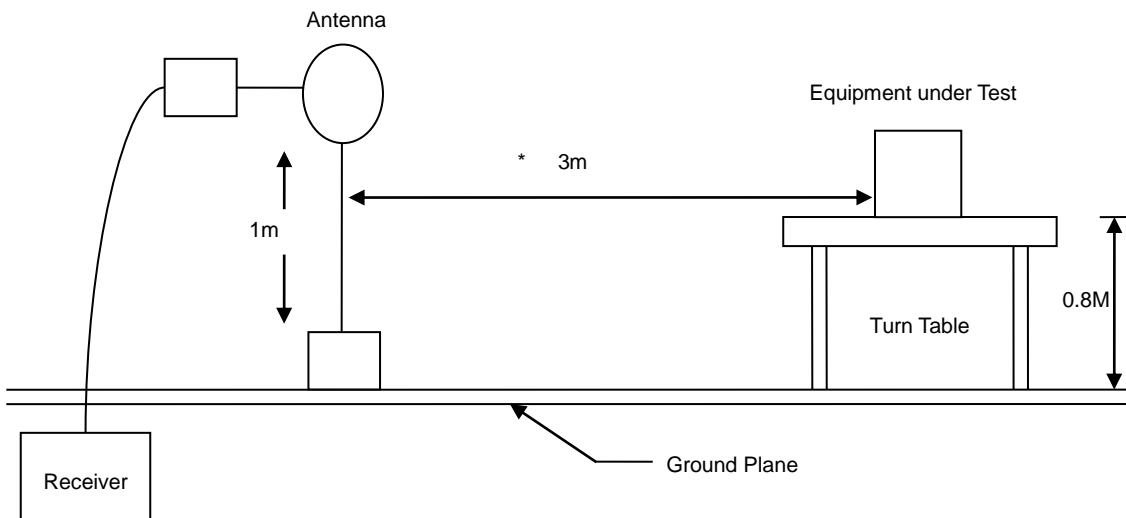 Antenna
Equipment under Test
* 3m
1m
0.8M
Turn Table
Ground Plane
Receiver